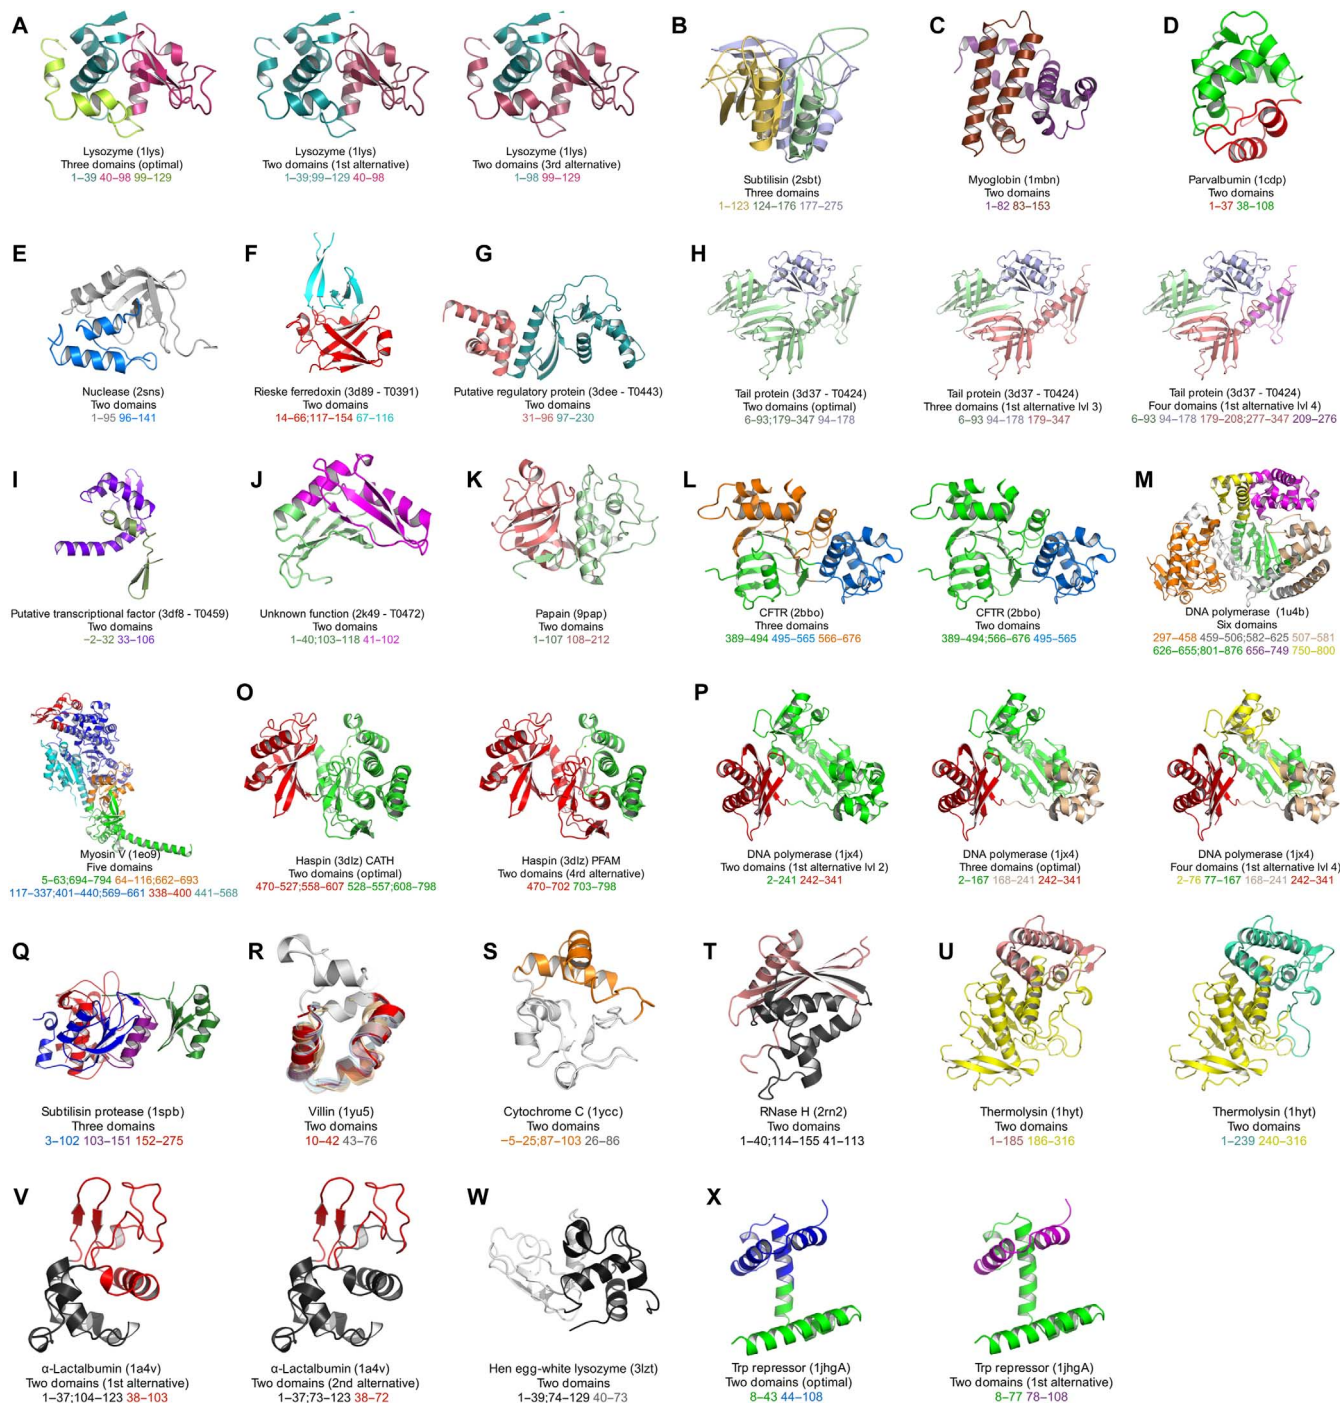 A
Lysozyme (1lys)
Three domains (optimal)
1–39 40–98 99–129
Lysozyme (1lys)
Two domains (1st alternative)
1–39;99–129 40–98
Lysozyme (1lys)
Two domains (3rd alternative)
1–98 99–129
B
Subtilisin (2sbt)
Three domains
1–123 124–176 177–275
C
Myoglobin (1mbn)
Two domains
1–82 83–153
D
Parvalbumin (1cdp)
Two domains
1–37 38–108
E
Nuclease (2sns)
Two domains
1–95 96–141
F
Rieske ferredoxin (3d89 - T0391)
Two domains
14–66;117–154 67–116
G
Putative regulatory protein (3dee - T0443)
Two domains
31–96 97–230
H
Tail protein (3d37 - T0424)
Two domains (optimal)
6–93;179–347 94–178
Tail protein (3d37 - T0424)
Three domains (1st alternative lvl 3)
6–93 94–178 179–347
Tail protein (3d37 - T0424)
Four domains (1st alternative lvl 4)
6–93 94–178 179–208;277–347 209–276
I
Putative transcriptional factor (3df8 - T0459)
Two domains
−2–32 33–106
J
Unknown function (2k49 - T0472)
Two domains
1–40;103–118 41–102
K
Papain (9pap)
Two domains
1–107 108–212
L
CFTR (2bbo)
Three domains
389–494 495–565 566–676
CFTR (2bbo)
Two domains
389–494;566–676 495–565
M
DNA polymerase (1u4b)
Six domains
297–458 459–506;582–625 507–581
626–655;801–876 656–749 750–800
Myosin V (1eo9)
Five domains
5–63;694–794 64–116;662–693
117–337;401–440;569–661 338–400 441–568
O
Haspin (3dlz) CATH
Two domains (optimal)
470–527;558–607 528–557;608–798
Haspin (3dlz) PFAM
Two domains (4rd alternative)
470–702 703–798
P
DNA polymerase (1jx4)
Two domains (1st alternative lvl 2)
2–241 242–341
DNA polymerase (1jx4)
Three domains (optimal)
2–167 168–241 242–341
DNA polymerase (1jx4)
Four domains (1st alternative lvl 4)
2–76 77–167 168–241 242–341
Q
Subtilisin protease (1spb)
Three domains
3–102 103–151 152–275
R
Villin (1yu5)
Two domains
10–42 43–76
S
Cytochrome C (1ycc)
Two domains
−5–25;87–103 26–86
T
RNase H (2rn2)
Two domains
1–40;114–155 41–113
U
Thermolysin (1hyt)
Two domains
1–185 186–316
Thermolysin (1hyt)
Two domains
1–239 240–316
V
α-Lactalbumin (1a4v)
Two domains (1st alternative)
1–37;104–123 38–103
α-Lactalbumin (1a4v)
Two domains (2nd alternative)
1–37;73–123 38–72
W
Hen egg-white lysozyme (3lzt)
Two domains
1–39;74–129 40–73
X
Trp repressor (1jhgA)
Two domains (optimal)
8–43 44–108
Trp repressor (1jhgA)
Two domains (1st alternative)
8–77 78–108